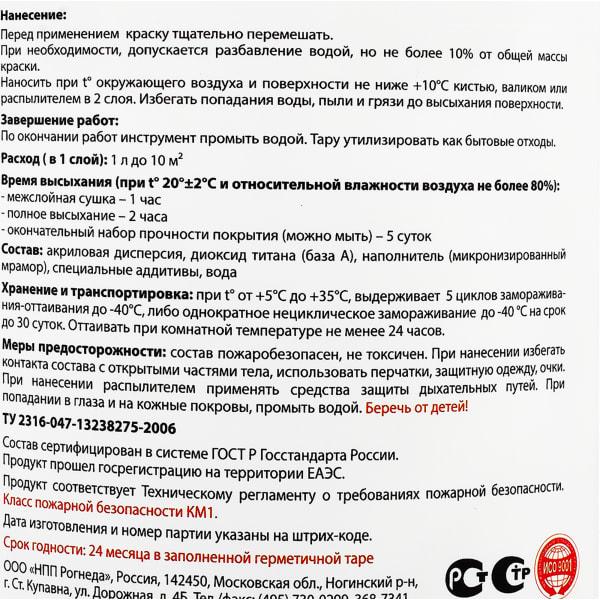 Нанесение:
Перед применением краску тщательно перемешать.
При необходимости, допускается разбавление водой, но не более 10% от общей массы
краски.
Наносить при t° окружающего воздуха и поверхности не ниже +10°С кистью, валиком или
распылителем в 2 слоя. Избегать попадания воды, пыли и грязи до высыхания поверхности.
Завершение работ:
По окончании работ инструмент промыть водой. Тару утилизировать как бытовые отходы.
Расход ( в 1 слой): 1 л до 10 м²
Время высыхания (при t° 20°±2°С и относительной влажности воздуха не более 80%):
- межслойная сушка – 1 час
- полное высыхание – 2 часа
- окончательный набор прочности покрытия (можно мыть) – 5 суток
Состав: акриловая дисперсия, диоксид титана (база А), наполнитель (микронизированный
мрамор), специальные аддитивы, вода
Хранение и транспортировка: при t° от +5°С до +35°С, выдерживает 5 циклов заморажива-
ния-оттаивания до -40°С, либо однократное нециклическое замораживание до -40 °С на срок
до 30 суток. Оттаивать при комнатной температуре не менее 24 часов.
Меры предосторожности: состав пожаробезопасен, не токсичен. При нанесении избегать
контакта состава с открытыми частями тела, использовать перчатки, защитную одежду, очки.
При нанесении распылителем применять средства защиты дыхательных путей. При
попадании в глаза и на кожные покровы, промыть водой. Беречь от детей!
ТУ 2316-047-13238275-2006
Состав сертифицирован в системе ГОСТ Р Госстандарта России.
Продукт прошел госрегистрацию на территории ЕАЭС.
Продукт соответствует Техническому регламенту о требованиях пожарной безопасности.
Класс пожарной безопасности КМ1.
Дата изготовления и номер партии указаны на штрих-коде.
Срок годности: 24 месяца в заполненной герметичной таре
ООО «НПП Рогнеда», Россия, 142450, Московская обл., Ногинский р-н,
г. Ст. Купавна, ул. Дорожная, д. 4Б, Тел./факс:(495)730-0299, 368-7341
РСТ
СТР
ISO 9001